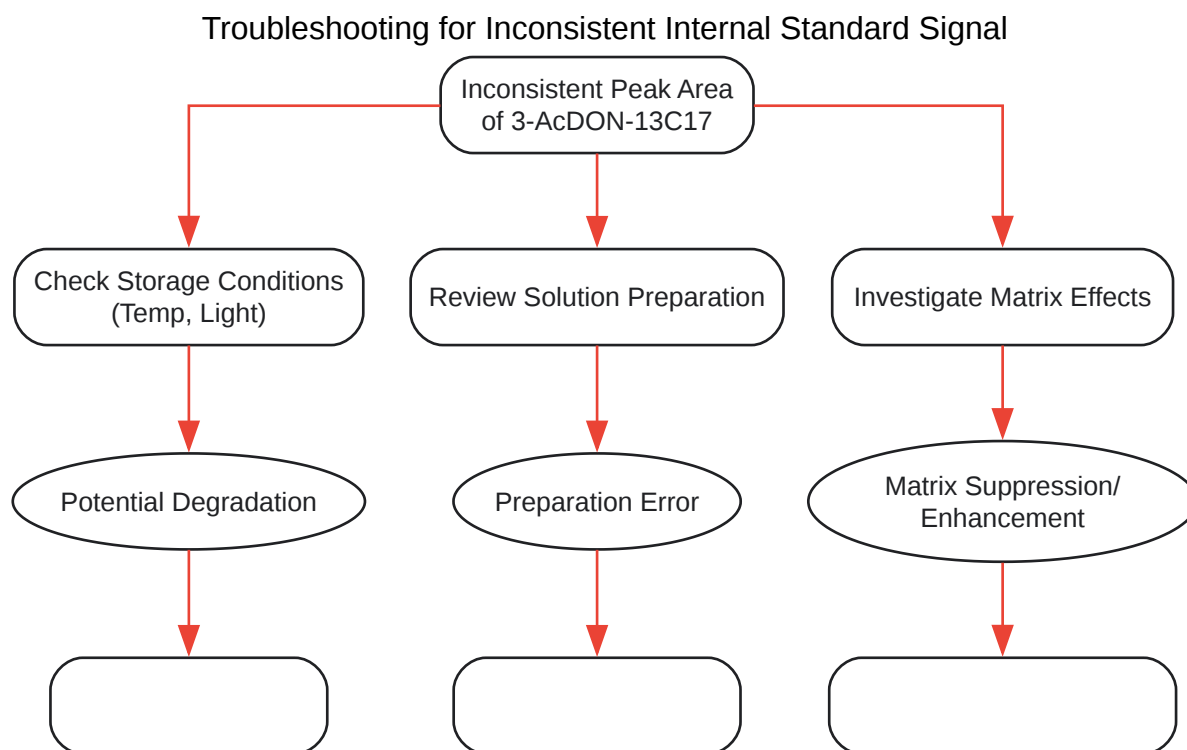 Troubleshooting for Inconsistent Internal Standard Signal
Inconsistent Peak Area
of 3-AcDON-13C17
Check Storage Conditions
(Temp, Light)
Review Solution Preparation
Investigate Matrix Effects
Potential Degradation
Preparation Error
Matrix Suppression/
Enhancement